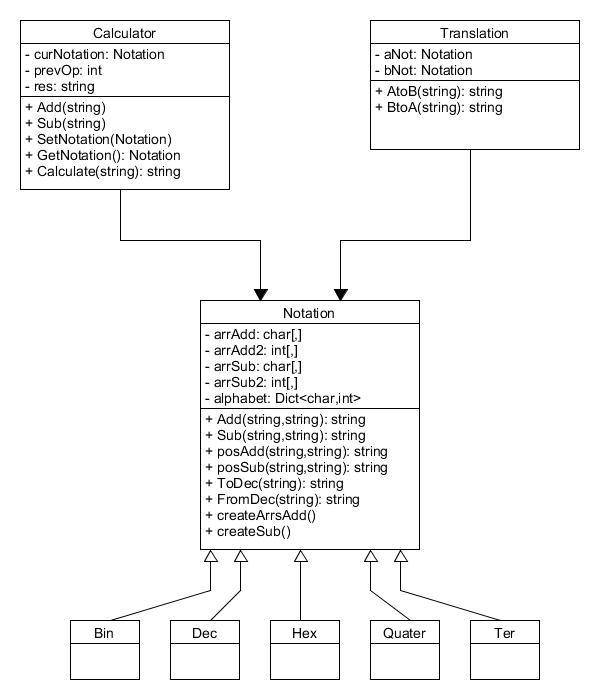 Calculator
- curNotation: Notation
- prevOp: int
- res: string
+ Add(string)
+ Sub(string)
+ SetNotation(Notation)
+ GetNotation(): Notation
+ Calculate(string): string
Translation
- aNot: Notation
- bNot: Notation
+ AtoB(string): string
+ BtoA(string): string
Notation
- arrAdd: char[,]
- arrAdd2: int[,]
- arrSub: char[,]
- arrSub2: int[,]
- alphabet: Dict<char,int>
+ Add(string,string): string
+ Sub(string,string): string
+ posAdd(string,string): string
+ posSub(string,string): string
+ ToDec(string): string
+ FromDec(string): string
+ createArrsAdd()
+ createSub()
Bin
Dec
Hex
Quater
Ter